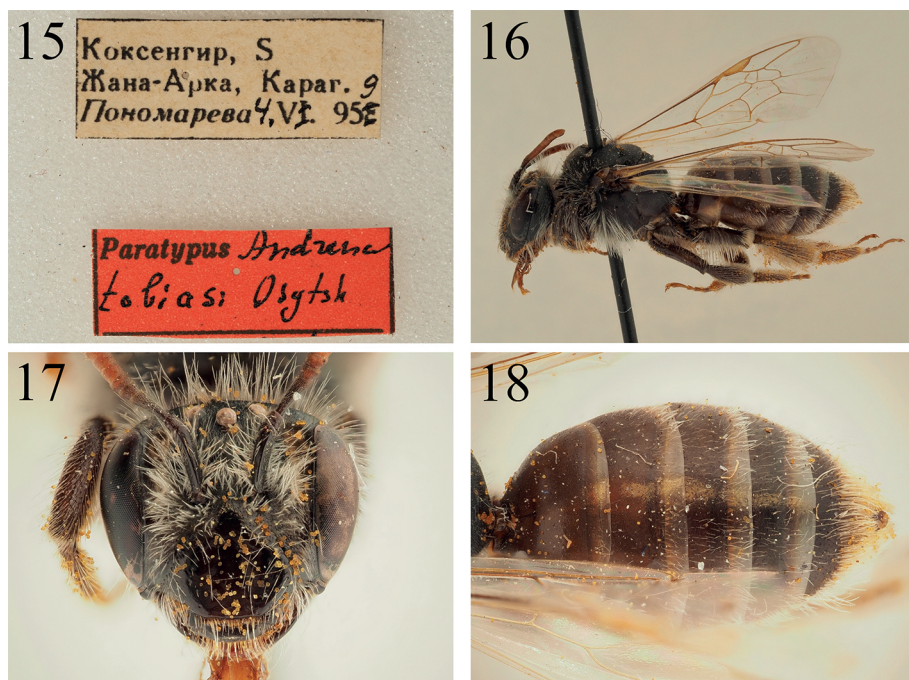 15
Коксенгир, S
Жана-Арка, Караг. g
Пономарева 4.VI. 95
Paratypus Andrena
tobiasi Osytsh
16
17
18